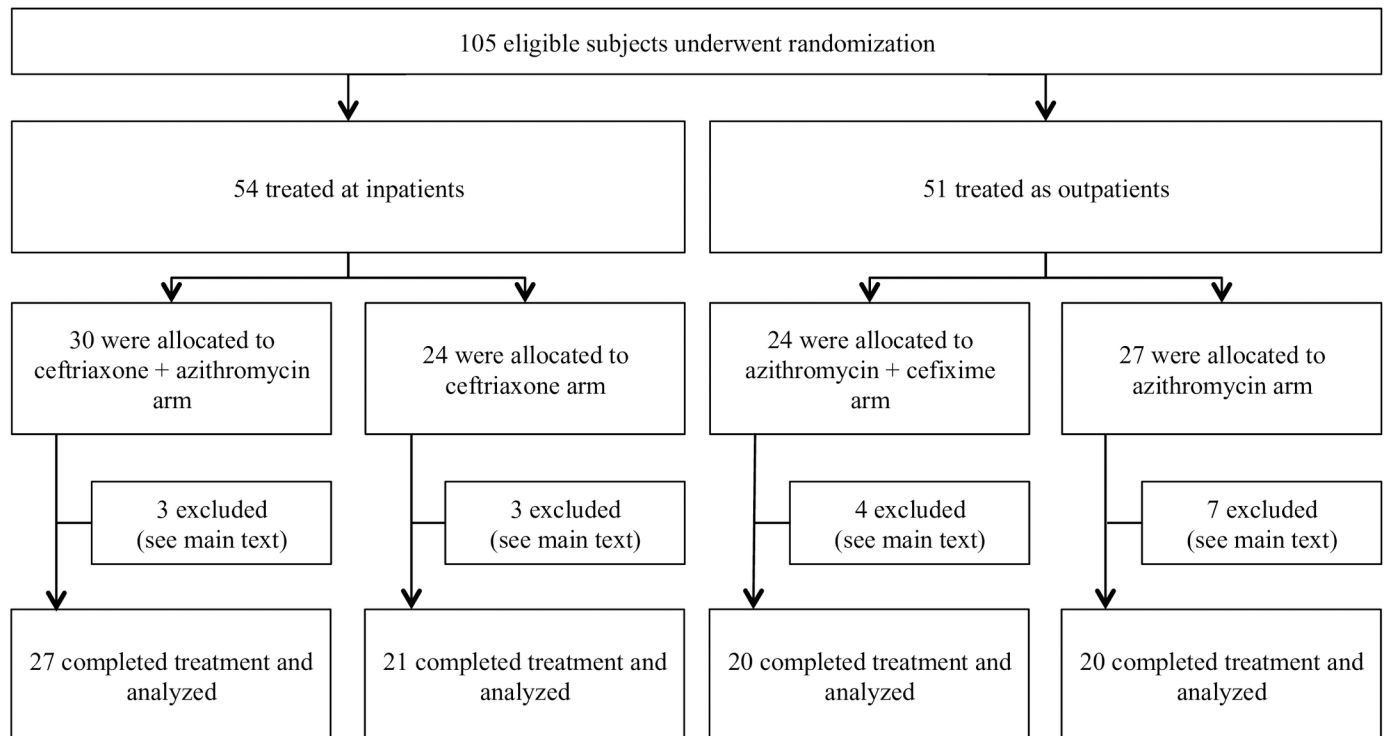 105 eligible subjects underwent randomization
54 treated at inpatients
51 treated as outpatients
30 were allocated to
ceftriaxone + azithromycin
arm
24 were allocated to
ceftriaxone arm
24 were allocated to
azithromycin + cefixime
arm
27 were allocated to
azithromycin arm
3 excluded
(see main text)
3 excluded
(see main text)
4 excluded
(see main text)
7 excluded
(see main text)
27 completed treatment and
analyzed
21 completed treatment and
analyzed
20 completed treatment and
analyzed
20 completed treatment and
analyzed